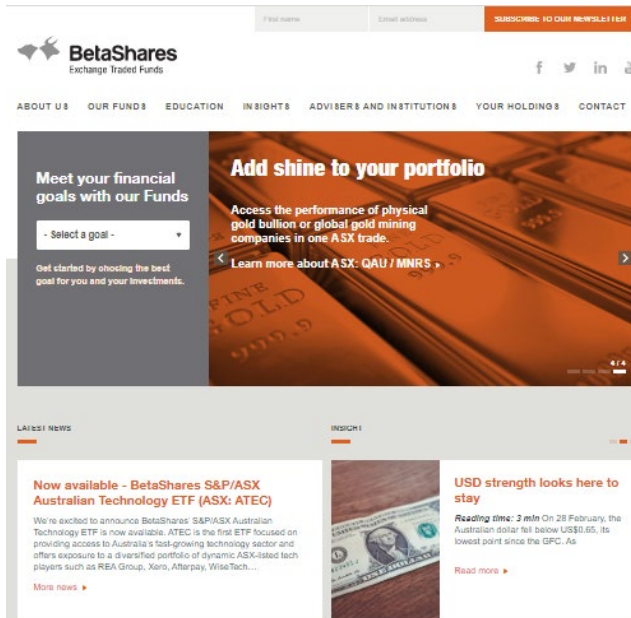 First name Email address SUBSCRIBE TO OUR NEWSLETTER
BetaShares
Exchange Traded Funds
ABOUT US OUR FUNDS EDUCATION INSIGHTS ADVISERS AND INSTITUTIONS YOUR HOLDINGS CONTACT
Meet your financial
goals with our Funds
- Select a goal -
Get started by chosing the best
goal for you and your investments.
Add shine to your portfolio
Access the performance of physical
gold bullion or global gold mining
companies in one ASX trade.
Learn more about ASX: QAU / MNRS »
FINE
GOLD
999.9
999.9
4 / 4
LATEST NEWS
Now available - BetaShares S&P/ASX
Australian Technology ETF (ASX: ATEC)
We're excited to announce BetaShares' S&P/ASX Australian
Technology ETF is now available. ATEC is the first ETF focused on
providing access to Australia's fast-growing technology sector and
offers exposure to a diversified portfolio of dynamic ASX-listed tech
players such as REA Group, Xero, Afterpay, WiseTech…
More news
INSIGHT
ONE DOLLAR
USD strength looks here to
stay
Reading time: 3 min On 28 February, the
Australian dollar fell below US$0.65, its
lowest point since the GFC. As
Read more